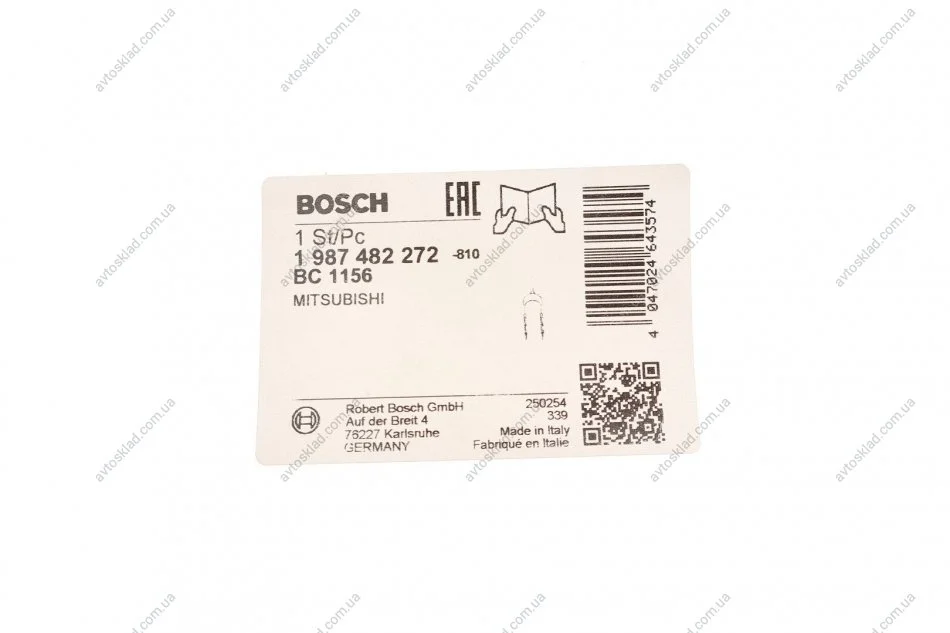 BOSCH
EAC
1 St/Pc
1 987 482 272 -810
BC 1156
MITSUBISHI
4 047024 643574
Robert Bosch GmbH
Auf der Breit 4
76227 Karlsruhe
GERMANY
250254
339
Made in Italy
Fabriqué en Italie
avtosklad.com.ua